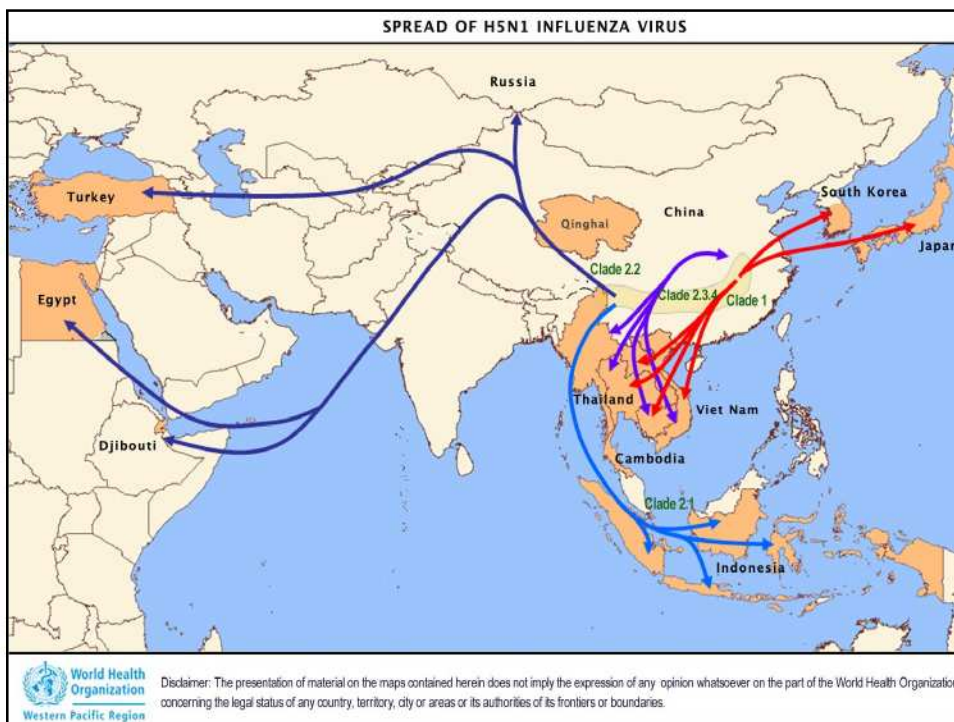 SPREAD OF H5N1 INFLUENZA VIRUS
Russia
Turkey
South Korea
China
Qinghai
Japan
Clade 2.2
Egypt
Clade 2.3.4
Clade 1
Thailand
Viet Nam
Djibouti
Cambodia
Clade 2.1
Indonesia
World Health
Organization
Western Pacific Region
Disclaimer: The presentation of material on the maps contained herein does not imply the expression of any opinion whatsoever on the part of the World Health Organization
concerning the legal status of any country, territory, city or areas or its authorities of its frontiers or boundaries.